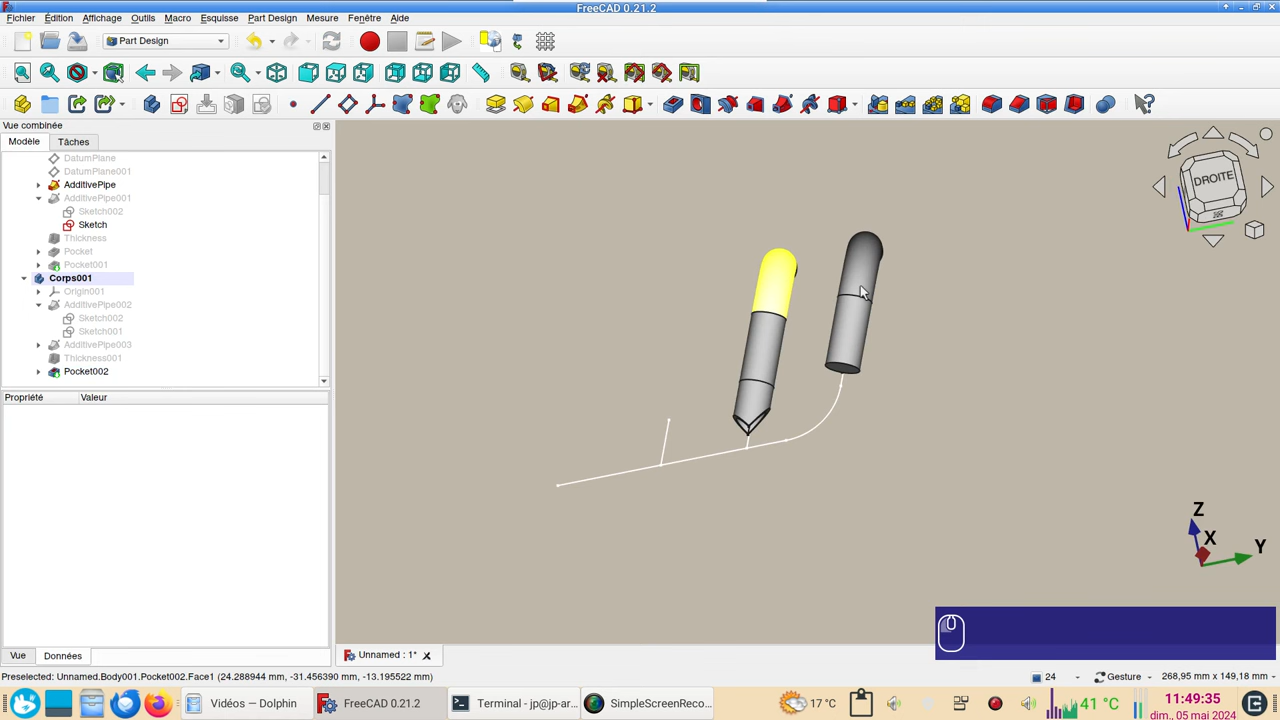 FreeCAD 0.21.2
Fichier Édition Affichage Outils Macro Esquisse Part Design Mesure Fenêtre Aide
Part Design
Vue combinée
Modèle Tâches
DatumPlane
DatumPlane001
AdditivePipe
AdditivePipe001
Sketch002
Sketch
Thickness
Pocket
Pocket001
Corps001
Origin001
AdditivePipe002
Sketch002
Sketch001
AdditivePipe003
Thickness001
Pocket002
Propriété Valeur
DROITE
Z
X
Y
Vue Données
Unnamed : 1*
Preselected: Unnamed.Body001.Pocket002.Face1 (24.288944 mm, -31.456390 mm, -13.195522 mm)
24
Gesture
268,95 mm x 149,18 mm
Vidéos — Dolphin
FreeCAD 0.21.2
Terminal - jp@jp-ar...
SimpleScreenReco...
17 °C
41 °C
11:49:35
dim., 05 mai 2024